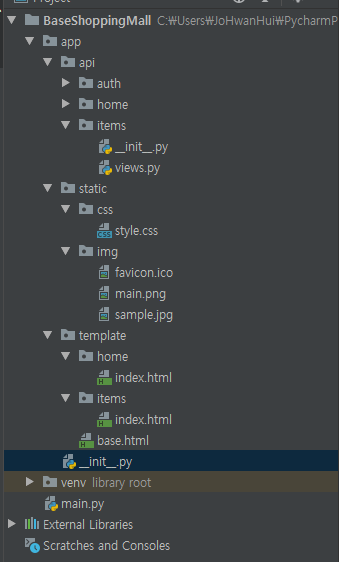 Project
BaseShoppingMall C:₩Users₩JoHwanHui₩PycharmP
app
api
auth
home
items
__init__.py
views.py
static
css
style.css
img
favicon.ico
main.png
sample.jpg
template
home
index.html
items
index.html
base.html
__init__.py
venv library root
main.py
External Libraries
Scratches and Consoles